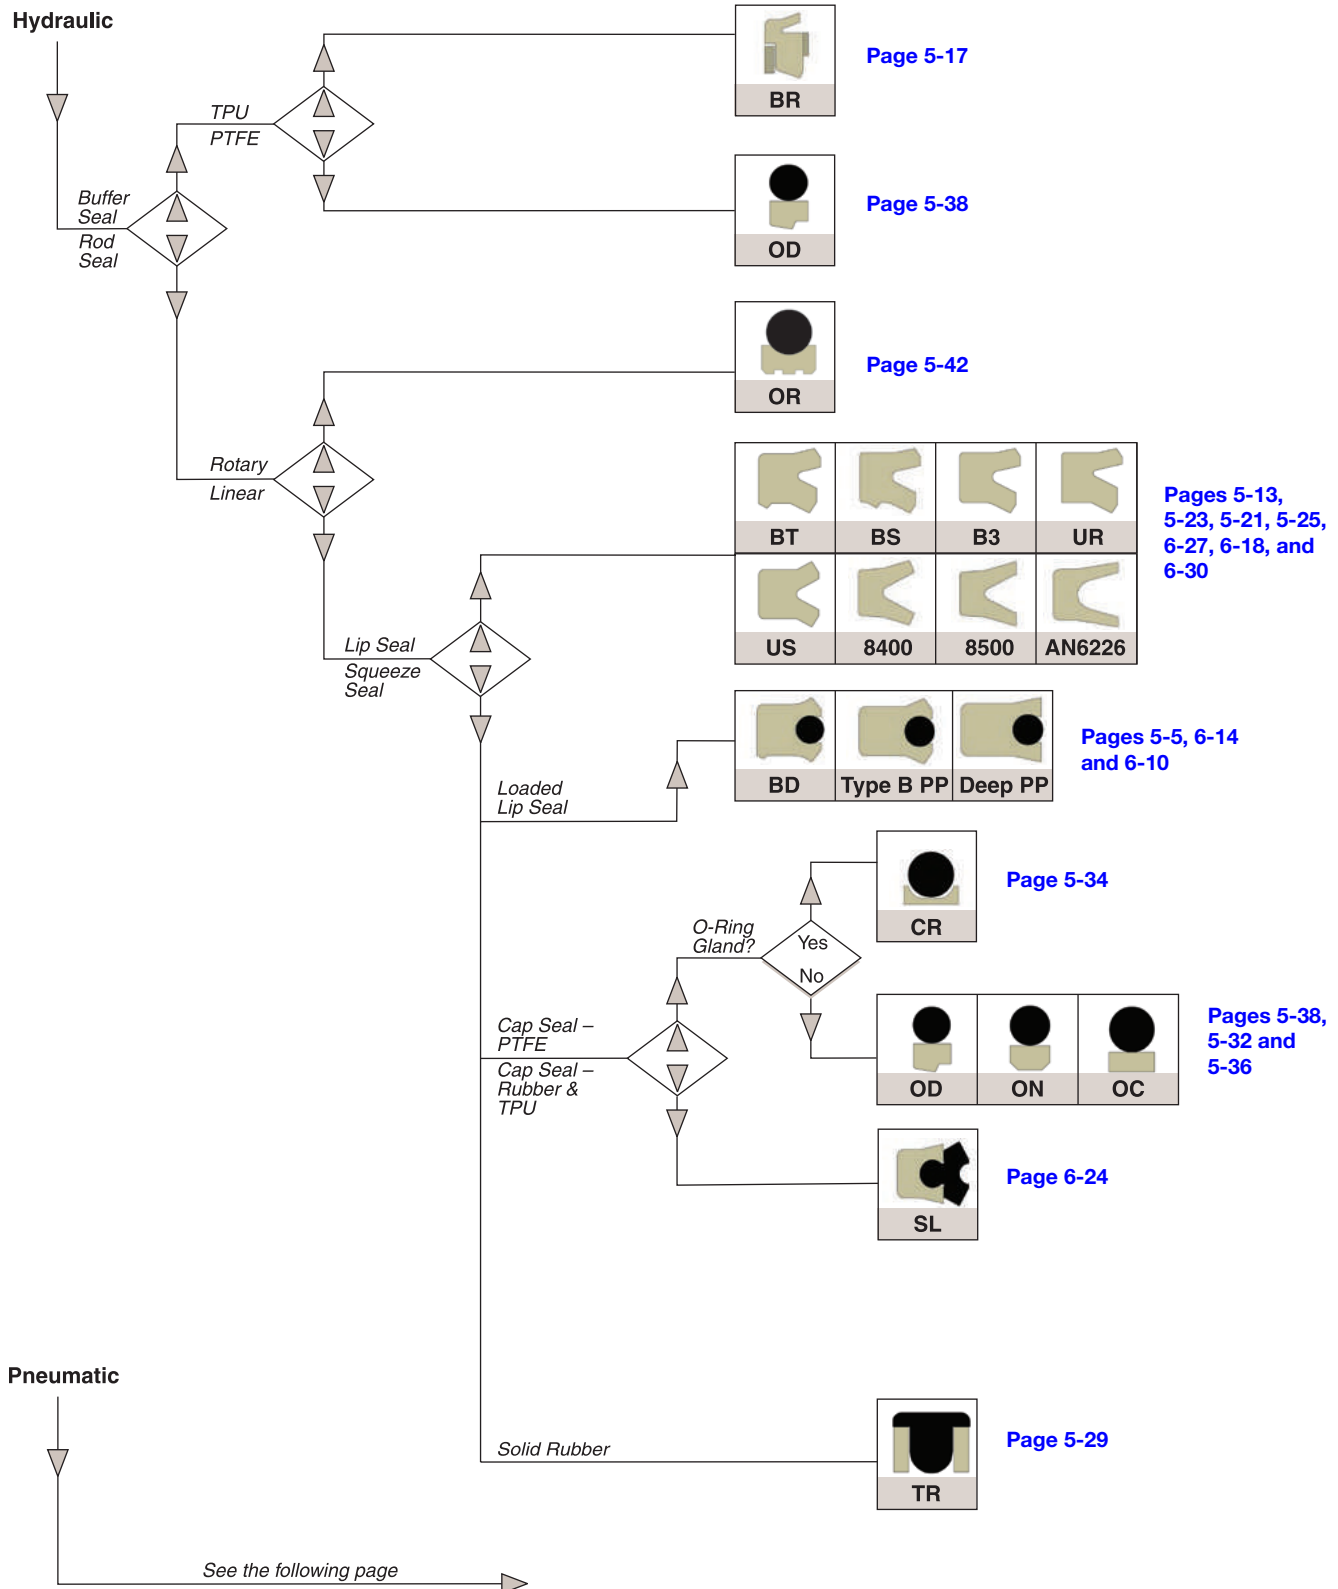 Hydraulic
TPU
PTFE
BR
Page 5-17
Buffer
Seal
Rod
Seal
OD
Page 5-38
OR
Page 5-42
Rotary
Linear
BT
BS
B3
UR
US
8400
8500
AN6226
Pages 5-13,
5-23, 5-21, 5-25,
6-27, 6-18, and
6-30
Lip Seal
Squeeze
Seal
Loaded
Lip Seal
BD
Type B PP
Deep PP
Pages 5-5, 6-14
and 6-10
O-Ring
Gland?
Yes
No
CR
Page 5-34
Cap Seal –
PTFE
Cap Seal –
Rubber &
TPU
OD
ON
OC
Pages 5-38,
5-32 and
5-36
SL
Page 6-24
Pneumatic
Solid Rubber
TR
Page 5-29
See the following page